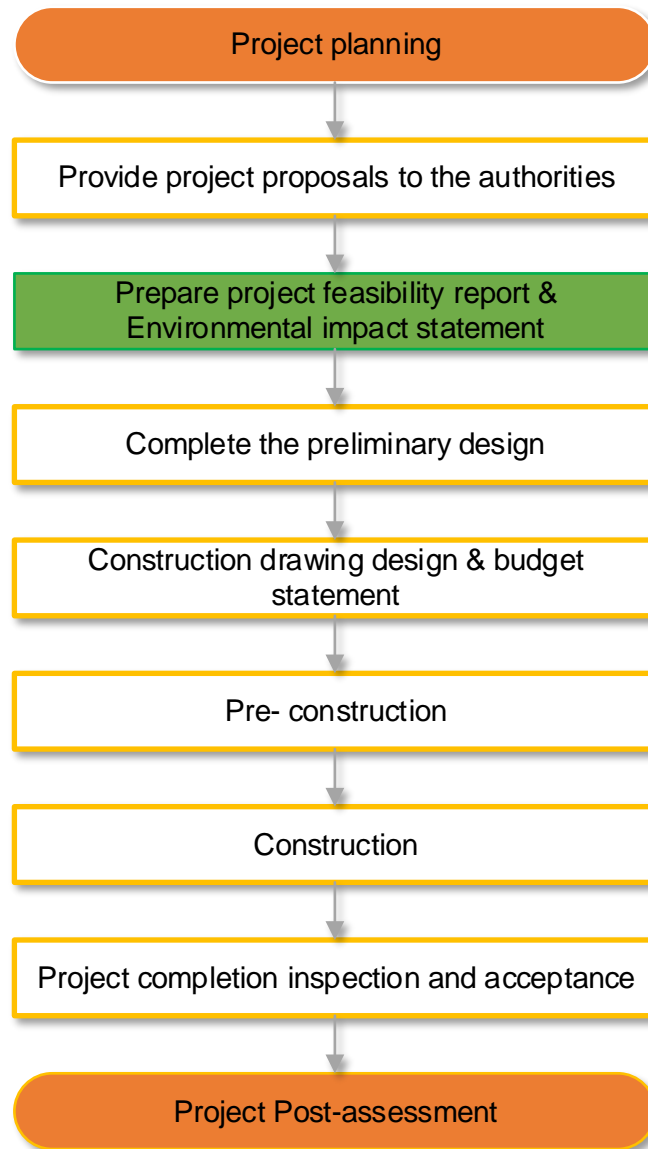 Project planning
Provide project proposals to the authorities
Prepare project feasibility report &
Environmental impact statement
Complete the preliminary design
Construction drawing design & budget
statement
Pre- construction
Construction
Project completion inspection and acceptance
Project Post-assessment